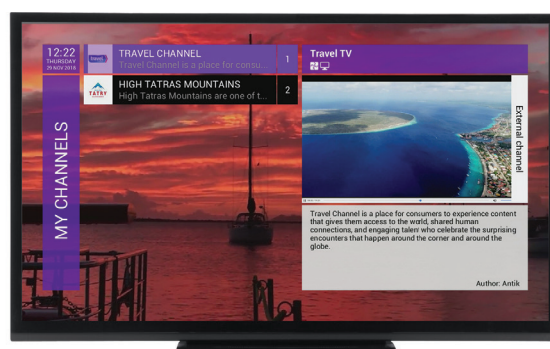 12:22
THURSDAY
29 NOV 2018
MY CHANNELS
travel
TRAVEL CHANNEL
Travel Channel is a place for consu...
1
TATRY
HIGH TATRAS MOUNTAINS
High Tatras Mountains are one of t...
2
Travel TV
External channel
Travel Channel is a place for consumers to experience content
that gives them access to the world, shared human
connections, and engaging talent who celebrate the surprising
encounters that happen around the corner and around the
globe.
Author: Antik